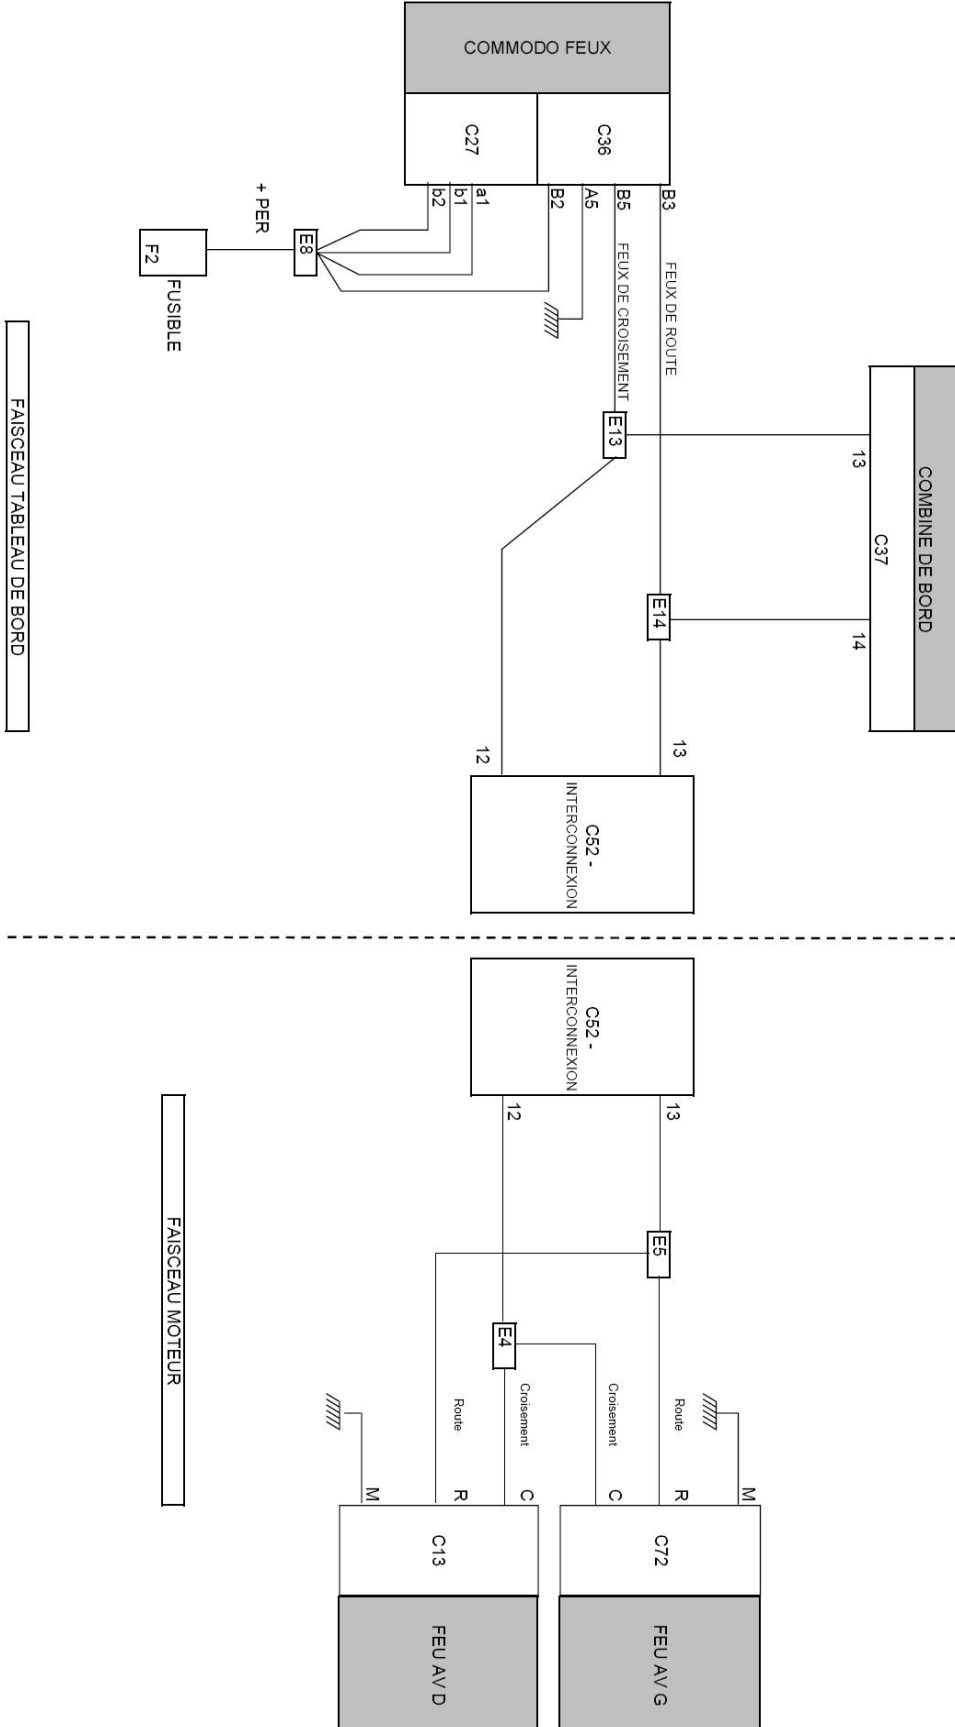 COMMODO FEUX
C27
C36
b2
b1
a1
B2
A5
B5
B3
+ PER
E8
F2
FUSIBLE
FEUX DE CROISEMENT
FEUX DE ROUTE
E13
E14
13
14
C37
COMBINE DE BORD
12
13
C52 -
INTERCONNEXION
FAISCEAU TABLEAU DE BORD
C52 -
INTERCONNEXION
12
13
E5
E4
Route
Croisement
Croisement
Route
M
R
C
C
R
M
C13
C72
FEU AV D
FEU AV G
FAISCEAU MOTEUR